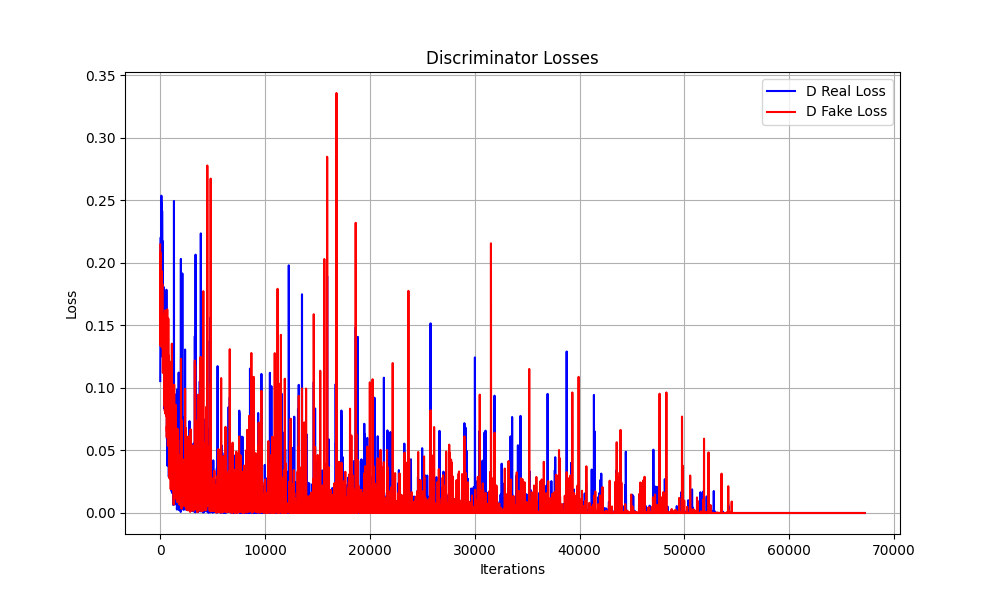 Discriminator Losses
D Real Loss
D Fake Loss
0.35
0.30
0.25
0.20
0.15
0.10
0.05
0.00
Loss
0 10000 20000 30000 40000 50000 60000 70000
Iterations